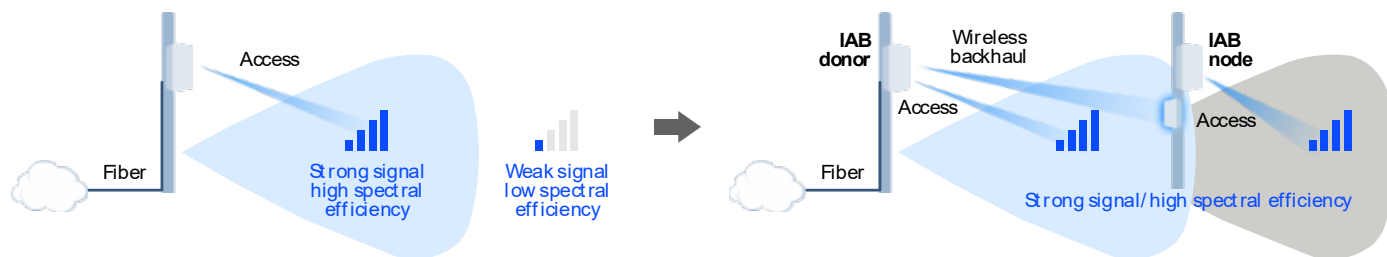 Access
Fiber
Strong signal
high spectral
efficiency
Weak signal
low spectral
efficiency
IAB
donor
Wireless
backhaul
IAB
node
Access
Access
Fiber
Strong signal/high spectral efficiency